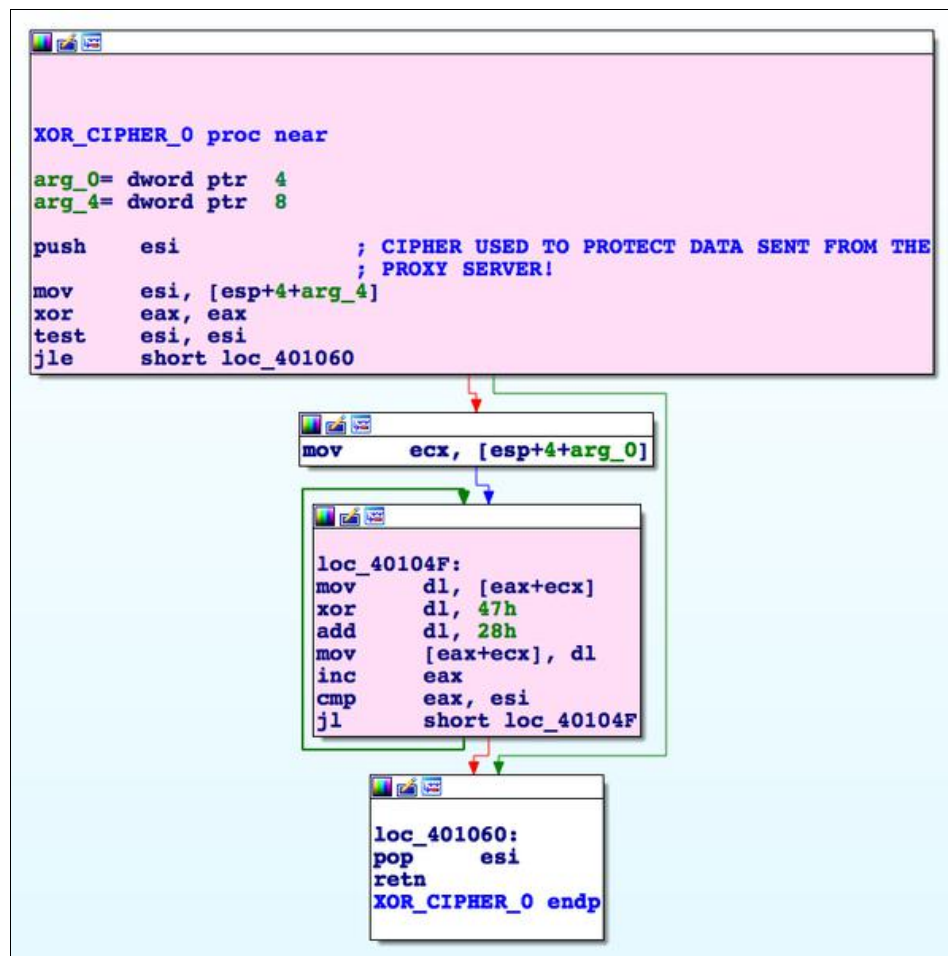 XOR_CIPHER_0 proc near
arg_0= dword ptr  4
arg_4= dword ptr  8
push    esi             ; CIPHER USED TO PROTECT DATA SENT FROM THE
; PROXY SERVER!
mov     esi, [esp+4+arg_4]
xor     eax, eax
test    esi, esi
jle     short loc_401060
mov     ecx, [esp+4+arg_0]
loc_40104F:
mov     dl, [eax+ecx]
xor     dl, 47h
add     dl, 28h
mov     [eax+ecx], dl
inc     eax
cmp     eax, esi
jl      short loc_40104F
loc_401060:
pop     esi
retn
XOR_CIPHER_0 endp